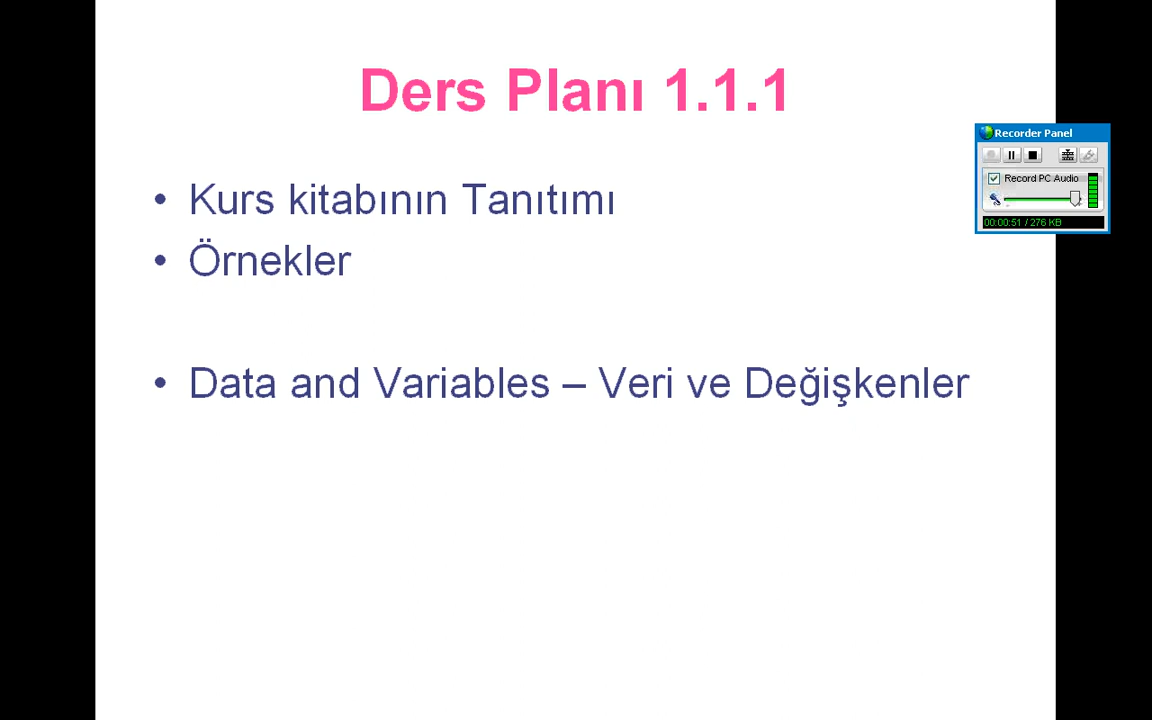 Ders Planı 1.1.1
Recorder Panel
Record PC Audio
00:00:51 / 276 KB
• Kurs kitabının Tanıtımı
• Örnekler
• Data and Variables – Veri ve Değişkenler